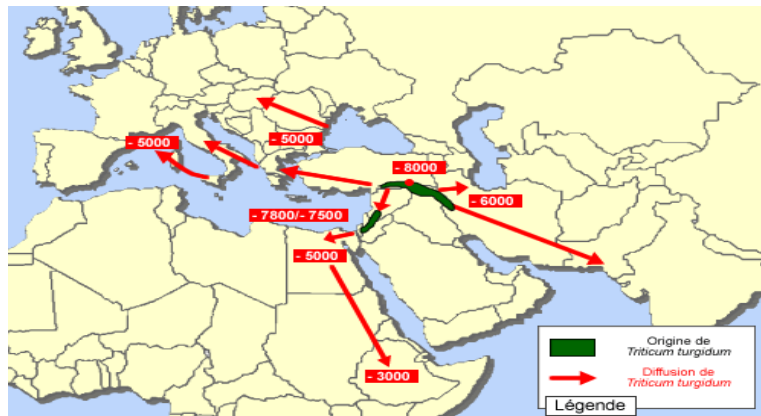 - 5000
- 5000
- 8000
- 6000
- 7800/- 7500
- 5000
- 3000
Origine de
Triticum turgidum
Diffusion de
Triticum turgidum
Légende